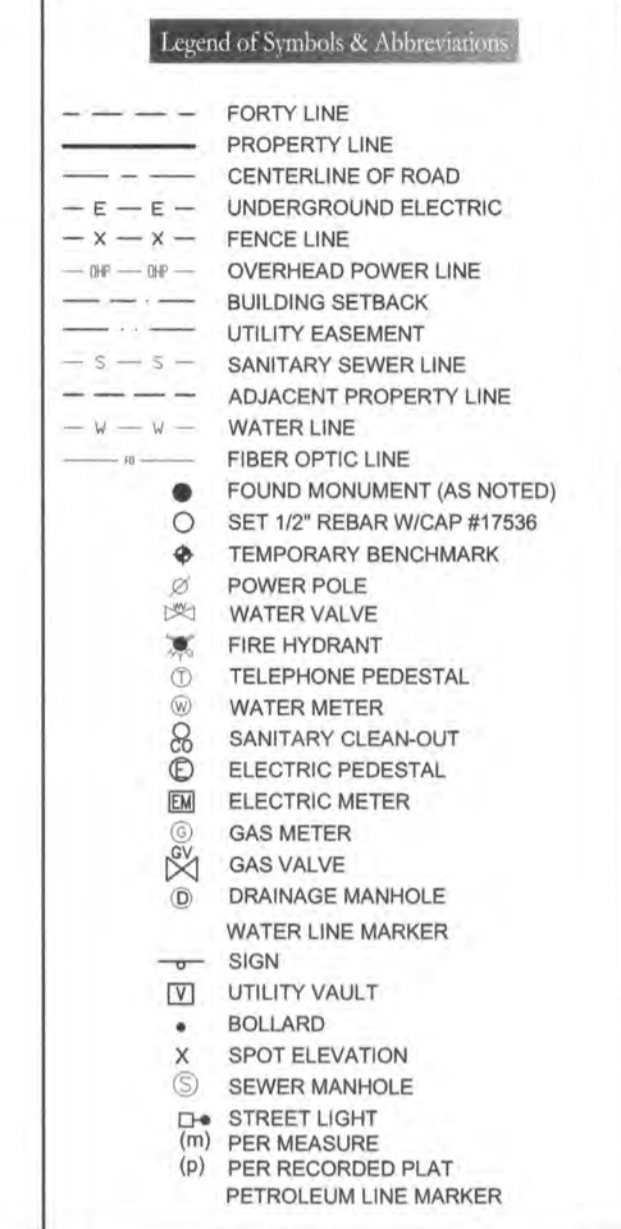 Legend of Symbols & Abbreviations
FORTY LINE
PROPERTY LINE
CENTERLINE OF ROAD
E E UNDERGROUND ELECTRIC
X X FENCE LINE
OHP OHP OVERHEAD POWER LINE
BUILDING SETBACK
UTILITY EASEMENT
S S SANITARY SEWER LINE
ADJACENT PROPERTY LINE
W W WATER LINE
FO FIBER OPTIC LINE
FOUND MONUMENT (AS NOTED)
SET 1/2" REBAR W/CAP #17536
TEMPORARY BENCHMARK
POWER POLE
WV WATER VALVE
FIRE HYDRANT
T TELEPHONE PEDESTAL
W WATER METER
CO SANITARY CLEAN-OUT
E ELECTRIC PEDESTAL
EM ELECTRIC METER
G GAS METER
GV GAS VALVE
D DRAINAGE MANHOLE
WATER LINE MARKER
SIGN
V UTILITY VAULT
BOLLARD
X SPOT ELEVATION
S SEWER MANHOLE
STREET LIGHT
(m) PER MEASURE
(p) PER RECORDED PLAT
PETROLEUM LINE MARKER